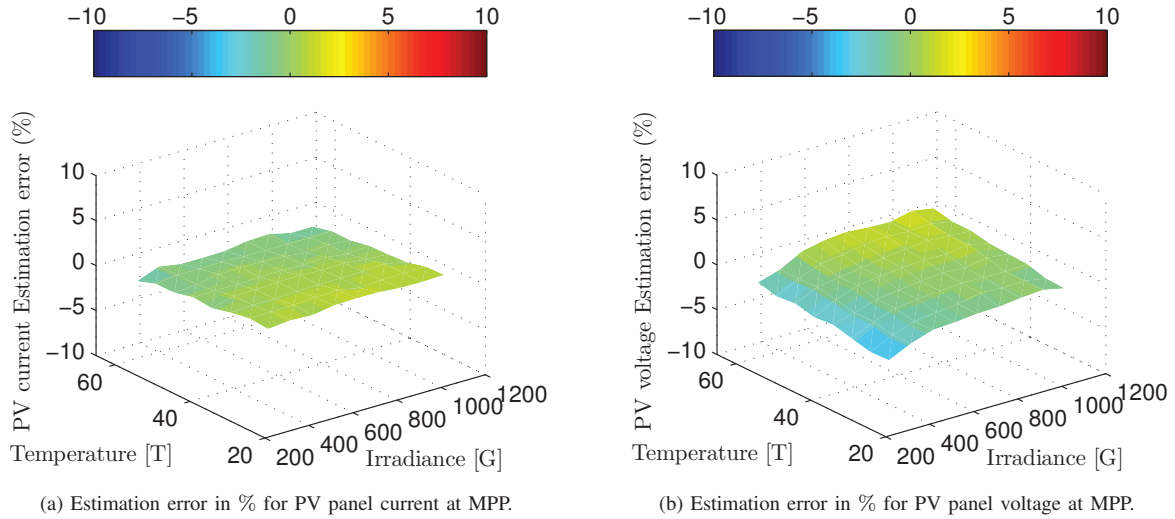 −10 −5 0 5 10
−10 −5 0 5 10
PV current Estimation error (%)
10
5
0
−5
−10
60
40
20
Temperature [T]
200 400 600 800 1000 1200
Irradiance [G]
PV voltage Estimation error (%)
10
5
0
−5
−10
60
40
20
Temperature [T]
200 400 600 800 1000 1200
Irradiance [G]
(a) Estimation error in % for PV panel current at MPP.
(b) Estimation error in % for PV panel voltage at MPP.